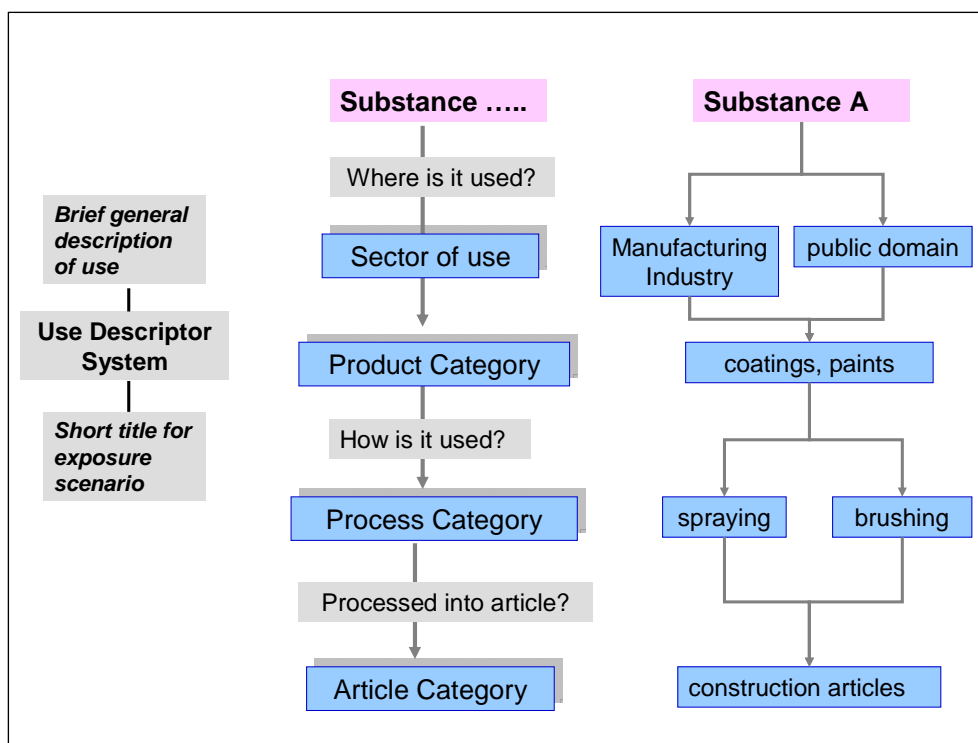 Brief general
description
of use
Use Descriptor
System
Short title for
exposure
scenario
Substance …..
Where is it used?
Sector of use
Product Category
How is it used?
Process Category
Processed into article?
Article Category
Substance A
Manufacturing
Industry
public domain
coatings, paints
spraying
brushing
construction articles